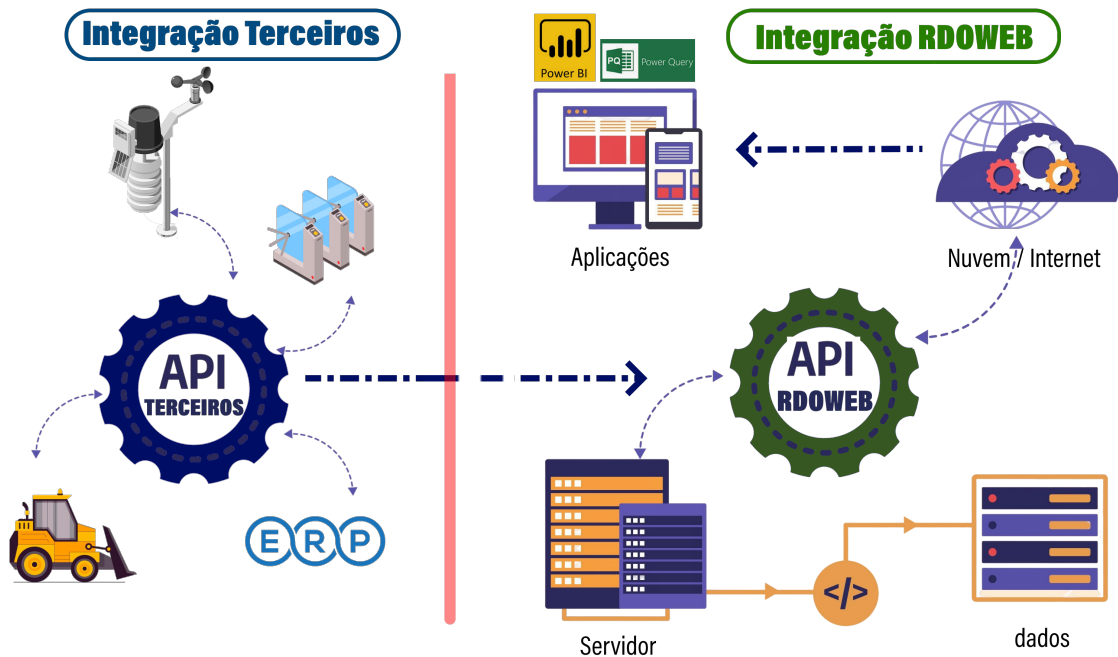 Integração Terceiros
Integração RDOWEB
Power BI
PQ
Power Query
Aplicações
Nuvem / Internet
API
TERCEIROS
API
RDOWEB
ERP
</>
Servidor
dados